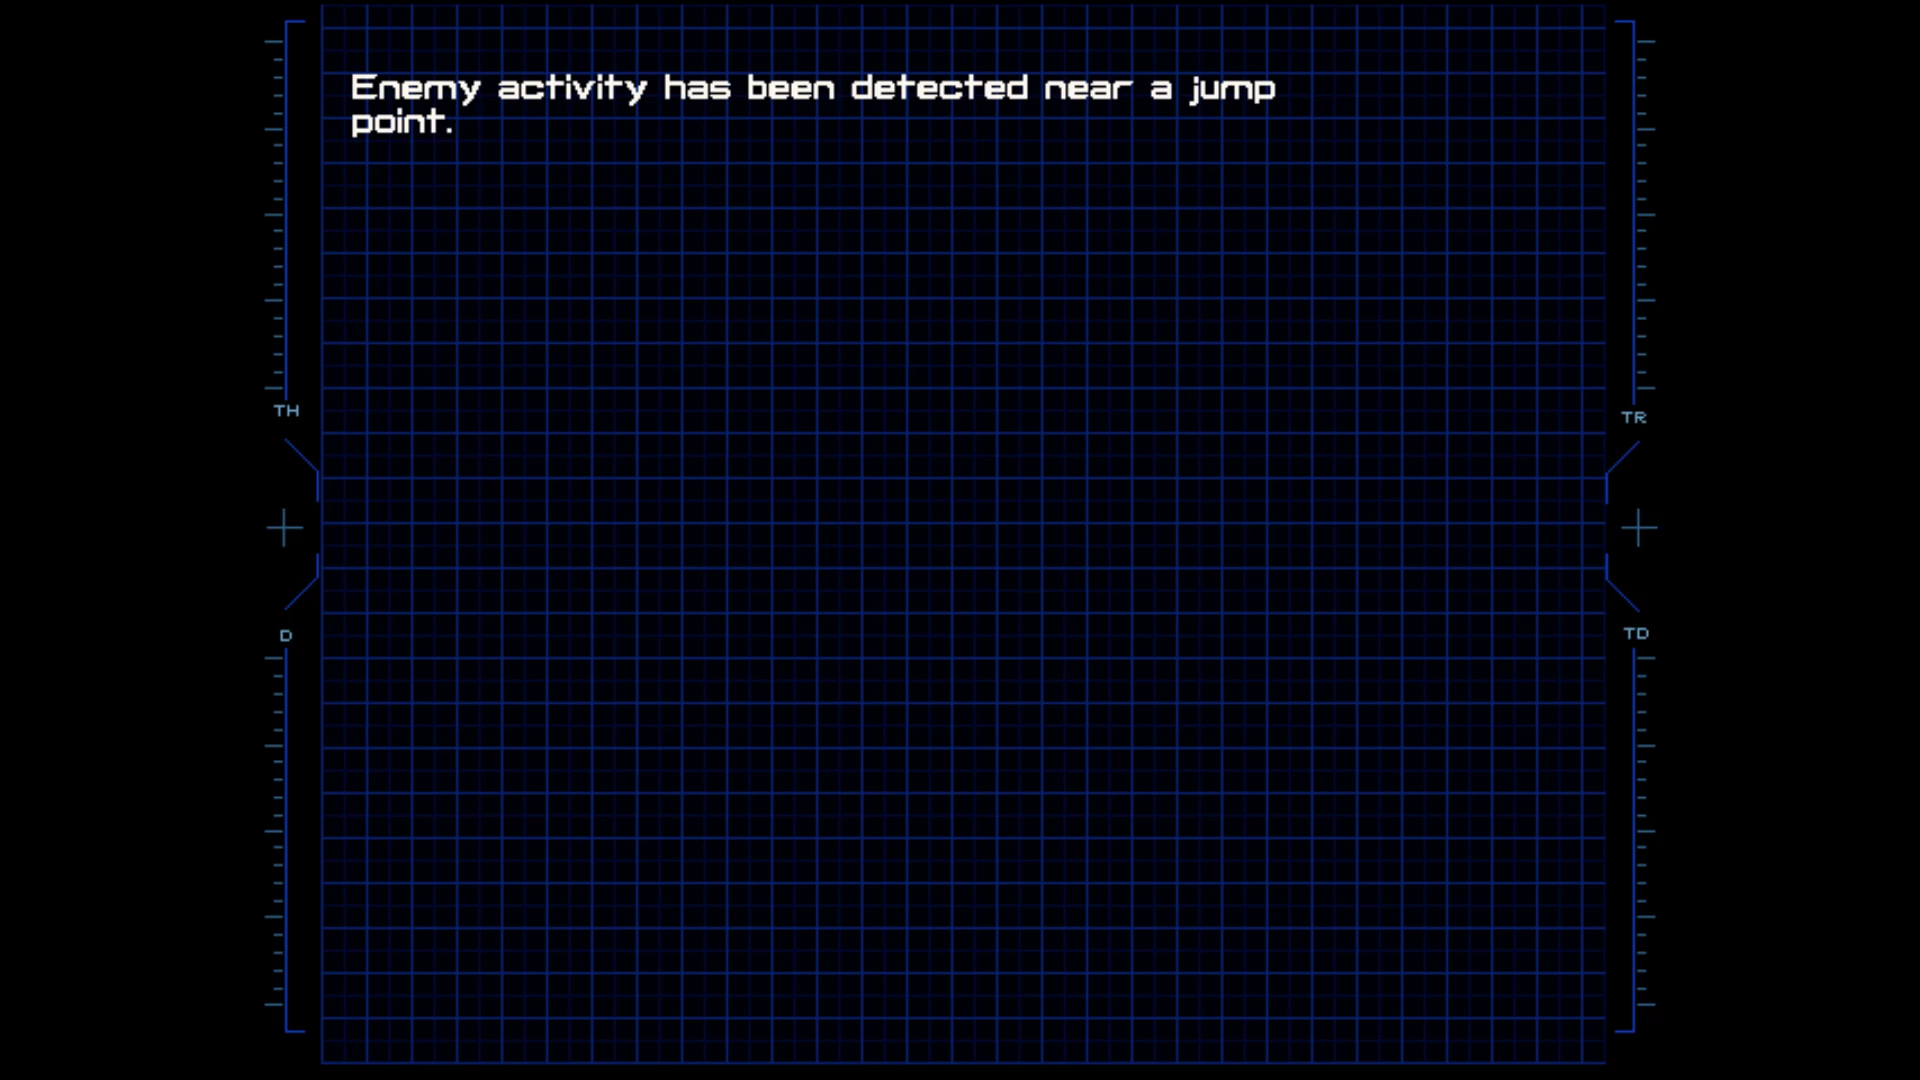 Enemy activity has been detected near a jump
point.
TH
TR
D
TD